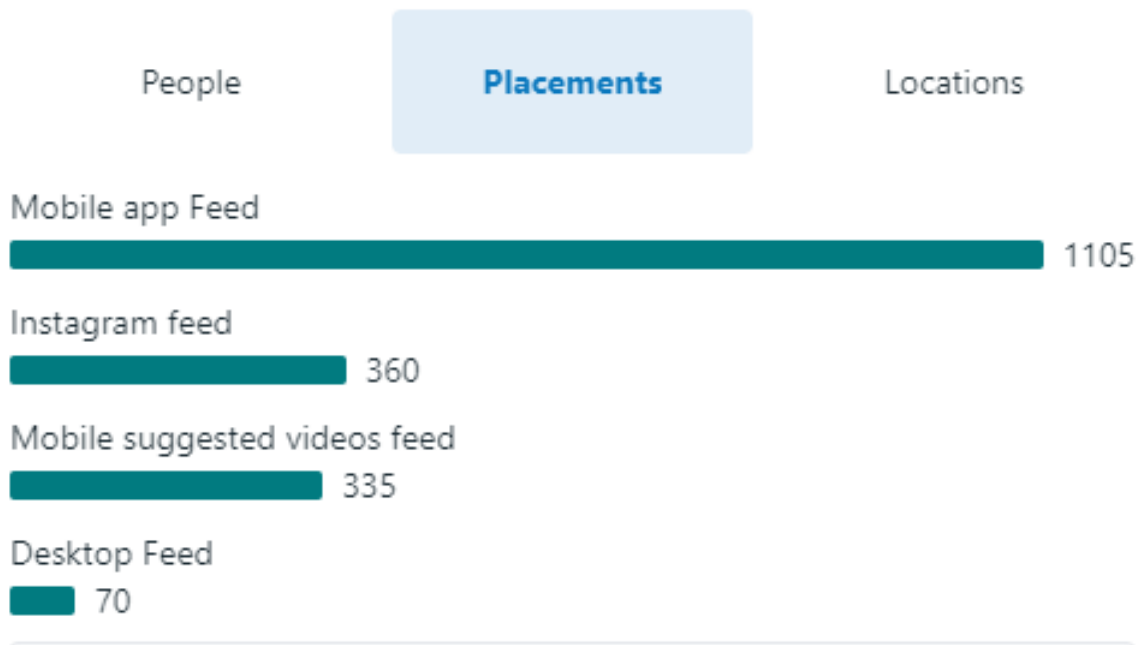 People Placements Locations
Mobile app Feed
1105
Instagram feed
360
Mobile suggested videos feed
335
Desktop Feed
70